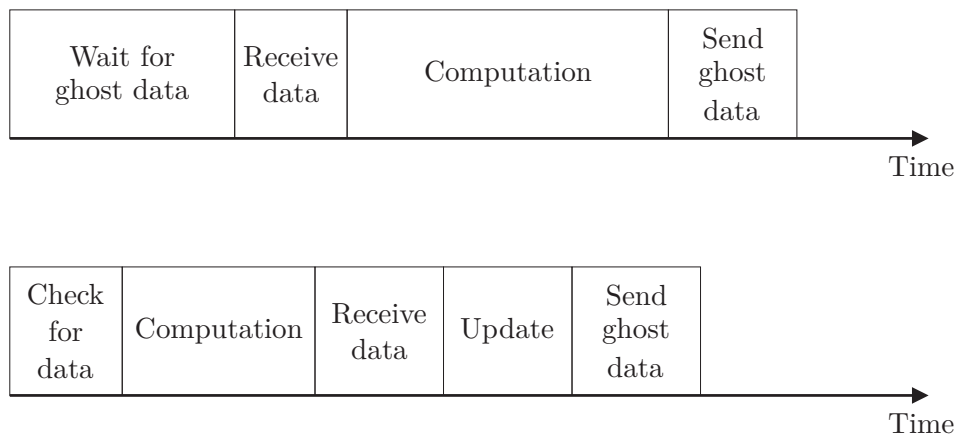 Wait for
ghost data
Receive
data
Computation
Send
ghost
data
Time
Check
for
data
Computation
Receive
data
Update
Send
ghost
data
Time